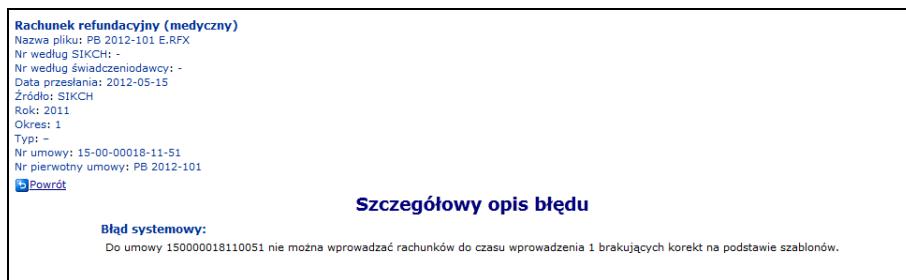 Rachunek refundacyjny (medyczny)
Nazwa pliku: PB 2012-101 E.RFX
Nr według SIKCH: -
Nr według świadczeniodawcy: -
Data przesłania: 2012-05-15
Źródło: SIKCH
Rok: 2011
Okres: 1
Typ: –
Nr umowy: 15-00-00018-11-51
Nr pierwotny umowy: PB 2012-101
Powrót
Szczegółowy opis błędu
Błąd systemowy:
Do umowy 150000018110051 nie można wprowadzać rachunków do czasu wprowadzenia 1 brakujących korekt na podstawie szablonów.